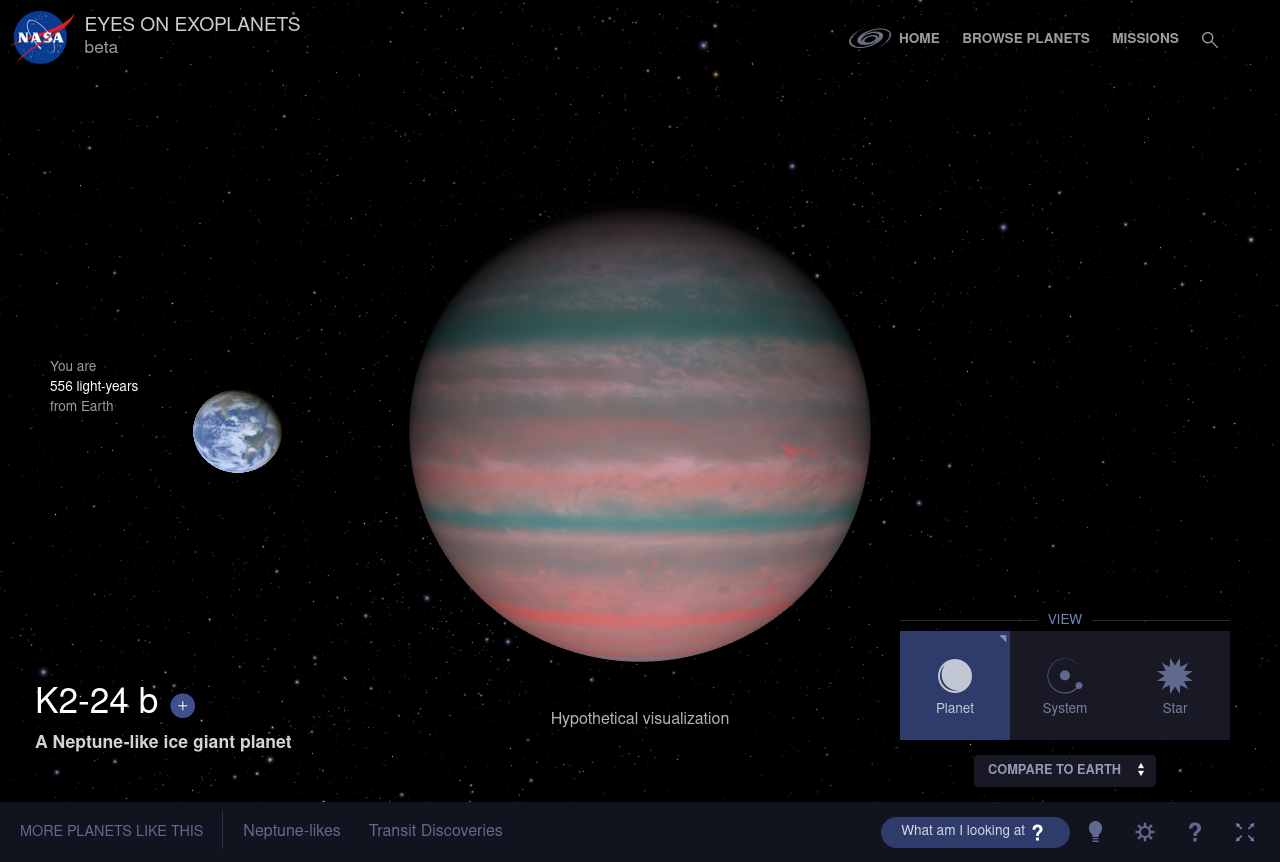 NASA
EYES ON EXOPLANETS
beta
HOME
BROWSE PLANETS
MISSIONS
You are
556 light-years
from Earth
K2-24 b +
A Neptune-like ice giant planet
Hypothetical visualization
VIEW
Planet
System
Star
COMPARE TO EARTH
MORE PLANETS LIKE THIS
Neptune-likes
Transit Discoveries
What am I looking at ?
?